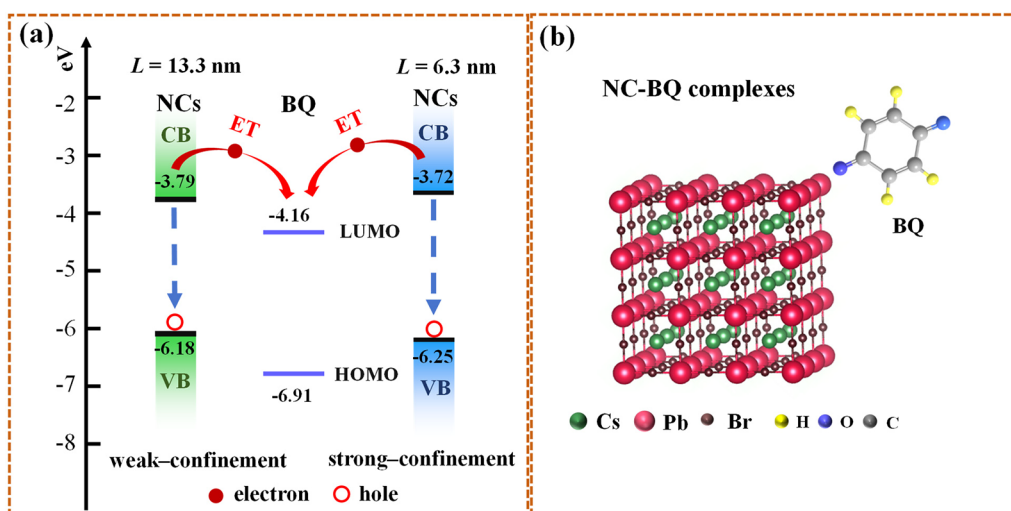 (a)
eV
L = 13.3 nm
L = 6.3 nm
NCs
BQ
NCs
-2
-3
-4
-5
-6
-7
-8
CB
ET
ET
CB
-3.79
-3.72
-4.16
LUMO
-6.18
-6.25
VB
HOMO
VB
-6.91
weak–confinement
strong–confinement
electron
hole
(b)
NC-BQ complexes
BQ
Cs Pb Br H O C